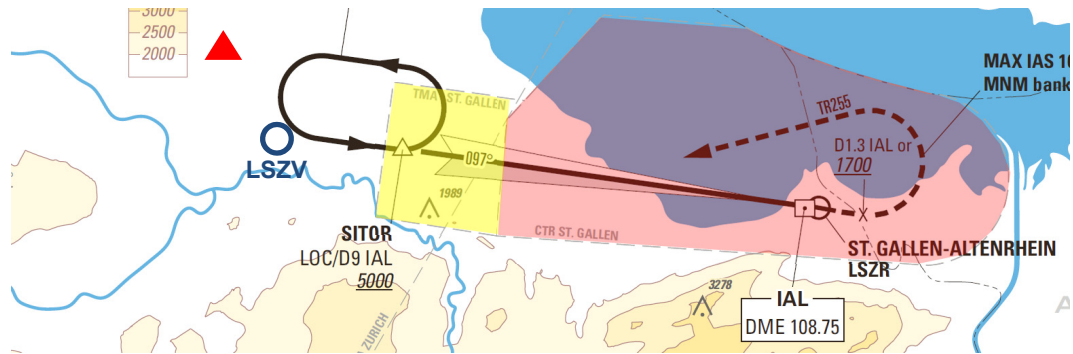 3000
2500
2000
LSZV
TMA ST. GALLEN
097°
1989
SITOR
LOC/D9 IAL
5000
CTR ST. GALLEN
TR255
MAX IAS 16
MNM bank
D1.3 IAL or
1700
ST. GALLEN-ALTENRHEIN
LSZR
3278
IAL
DME 108.75
A ZURICH
A